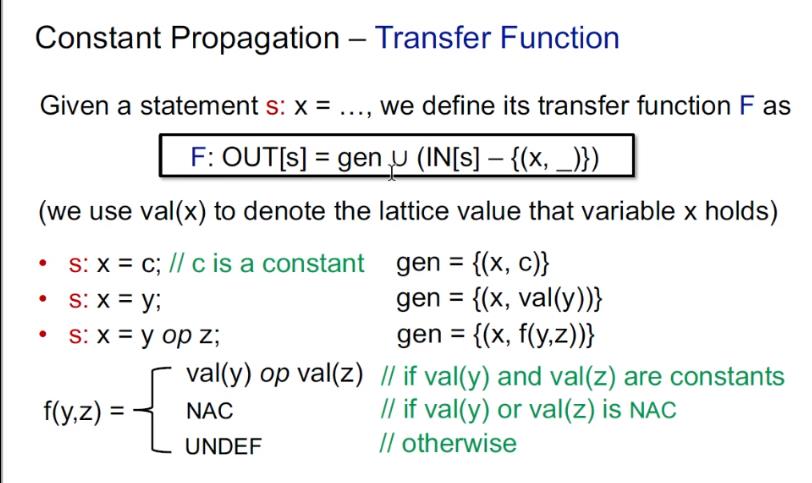 Constant Propagation – Transfer Function
Given a statement s: x = …, we define its transfer function F as
F: OUT[s] = gen ∪ (IN[s] – {(x, _)})
(we use val(x) to denote the lattice value that variable x holds)
• s: x = c; // c is a constant gen = {(x, c)}
• s: x = y; gen = {(x, val(y))}
• s: x = y op z; gen = {(x, f(y,z))}
val(y) op val(z) // if val(y) and val(z) are constants
f(y,z) = { NAC // if val(y) or val(z) is NAC
UNDEF // otherwise